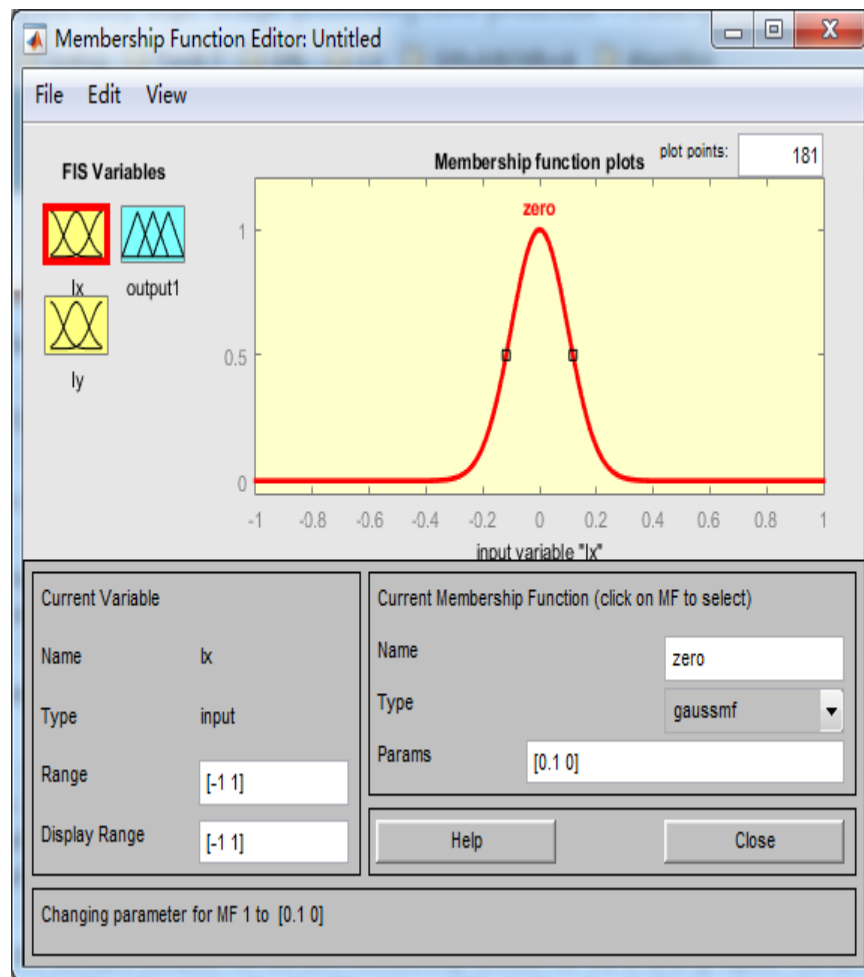 Membership Function Editor: Untitled
File Edit View
FIS Variables
Ix output1
Iy
Membership function plots plot points: 181
zero
1
0.5
0
-1 -0.8 -0.6 -0.4 -0.2 0 0.2 0.4 0.6 0.8 1
input variable "Ix"
Current Variable
Name Ix
Type input
Range [-1 1]
Display Range [-1 1]
Current Membership Function (click on MF to select)
Name zero
Type gaussmf
Params [0.1 0]
Help Close
Changing parameter for MF 1 to [0.1 0]